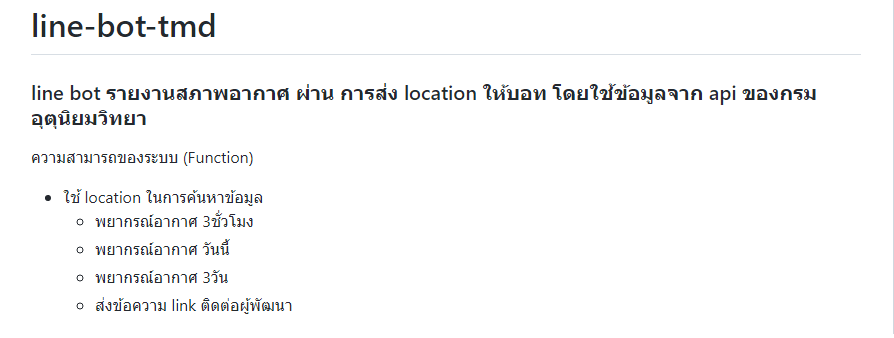 line-bot-tmd
line bot รายงานสภาพอากาศ ผ่าน การส่ง location ให้บอท โดยใช้ข้อมูลจาก api ของกรม
อุตุนิยมวิทยา
ความสามารถของระบบ (Function)
ใช้ location ในการค้นหาข้อมูล
พยากรณ์อากาศ 3ชั่วโมง
พยากรณ์อากาศ วันนี้
พยากรณ์อากาศ 3วัน
ส่งข้อความ link ติดต่อผู้พัฒนา